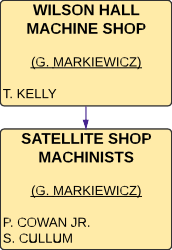 WILSON HALL
MACHINE SHOP
(G. MARKIEWICZ)
T. KELLY
SATELLITE SHOP
MACHINISTS
(G. MARKIEWICZ)
P. COWAN JR.
S. CULLUM